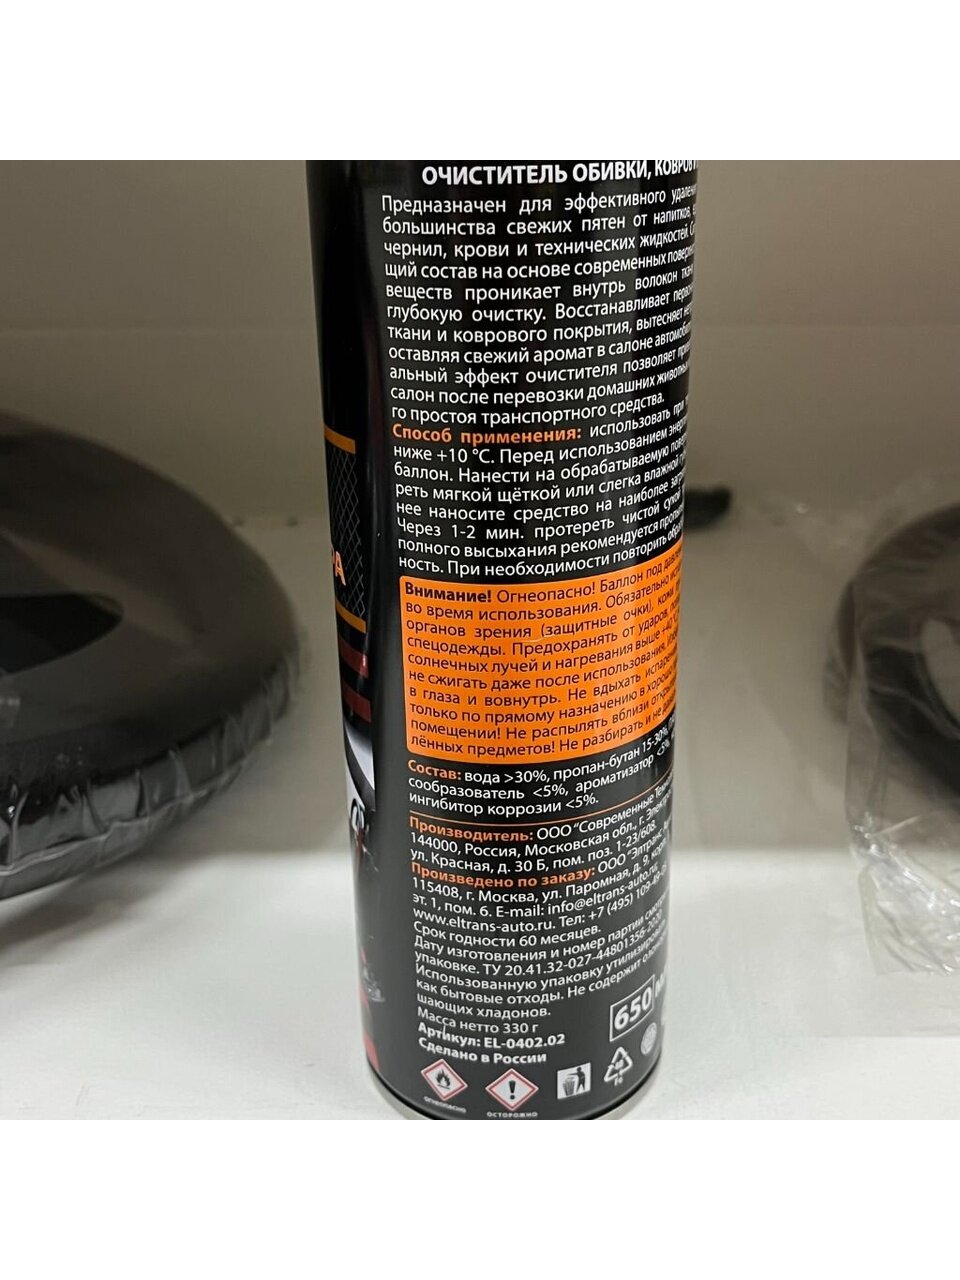 ОЧИСТИТЕЛЬ ОБИВКИ,
Предназначен для эффективного
большинства свежих пятен от напитков,
чернил, крови и технических жидкостей.
щий состав на основе современных
веществ проникает внутрь волокон
глубокую очистку. Восстанавливает
ткани и коврового покрытия, вытесняет
оставляя свежий аромат в салоне
альный эффект очистителя позволяет
салон после перевозки домашних
го простоя транспортного средства.
Способ применения: использовать при
ниже +10 °C. Перед использованием
баллон. Нанести на обрабатываемую
реть мягкой щёткой или слегка влажной
нее наносите средство на наиболее
Через 1-2 мин. протереть чистой сухой
полного высыхания рекомендуется
ность. При необходимости повторить
Внимание! Огнеопасно! Баллон под
во время использования. Обязательно
органов зрения (защитные очки), кожи,
спецодежды. Предохранять от ударов,
солнечных лучей и нагревания выше
не сжигать даже после использования.
в глаза и вовнутрь. Не вдыхать
только по прямому назначению в
помещении! Не распылять вблизи
лённых предметов! Не разбирать и не
Состав: вода >30%, пропан-бутан 15-30%,
сообразователь <5%, ароматизатор <5%,
ингибитор коррозии <5%.
Производитель: ООО "Современные
144000, Россия, Московская обл., г.
ул. Красная, д. 30 Б, пом. поз. 1-23/608.
Произведено по заказу: ООО "Элтранс
115408, г. Москва, ул. Паромная, д. 9,
эт. 1, пом. 6. E-mail: info@eltrans-auto.ru,
www.eltrans-auto.ru. Тел: +7 (495)
Срок годности 60 месяцев.
Дату изготовления и номер партии
упаковке. ТУ 20.41.32-027-44801356-2020
Использованную упаковку
как бытовые отходы. Не содержит
шающих хладонов.
Масса нетто 330 г
650
Артикул: EL-0402.02
Сделано в России
ОГНЕОПАСНО
ОСТОРОЖНО